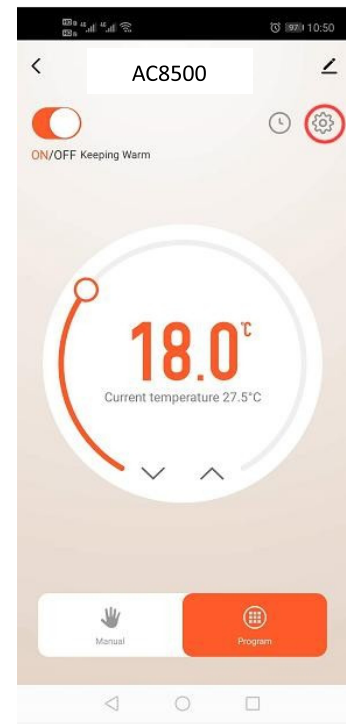 10:50
AC8500
ON/OFF Keeping Warm
18.0℃
Current temperature 27.5°C
Manual
Program